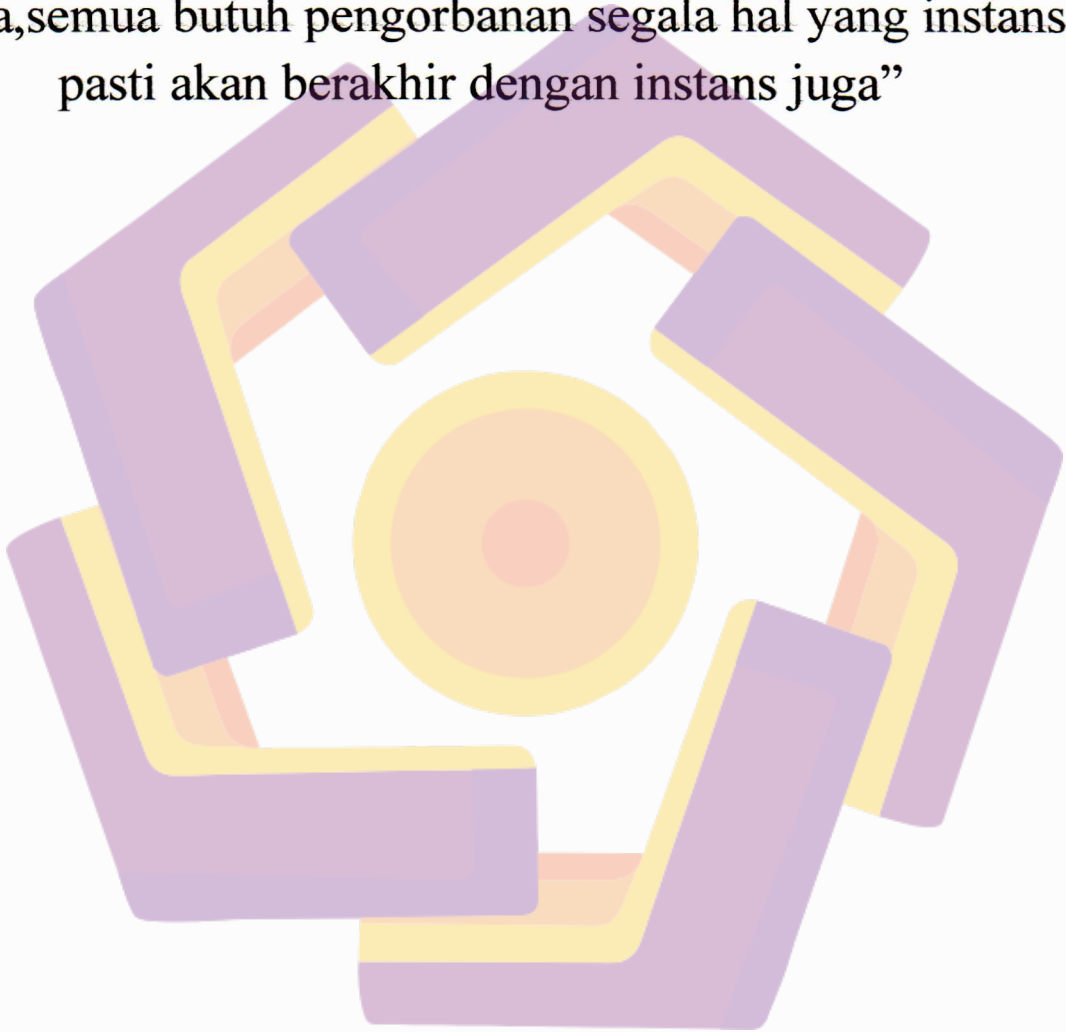 a,semua butuh pengorbanan segala hal yang instans
pasti akan berakhir dengan instans juga”